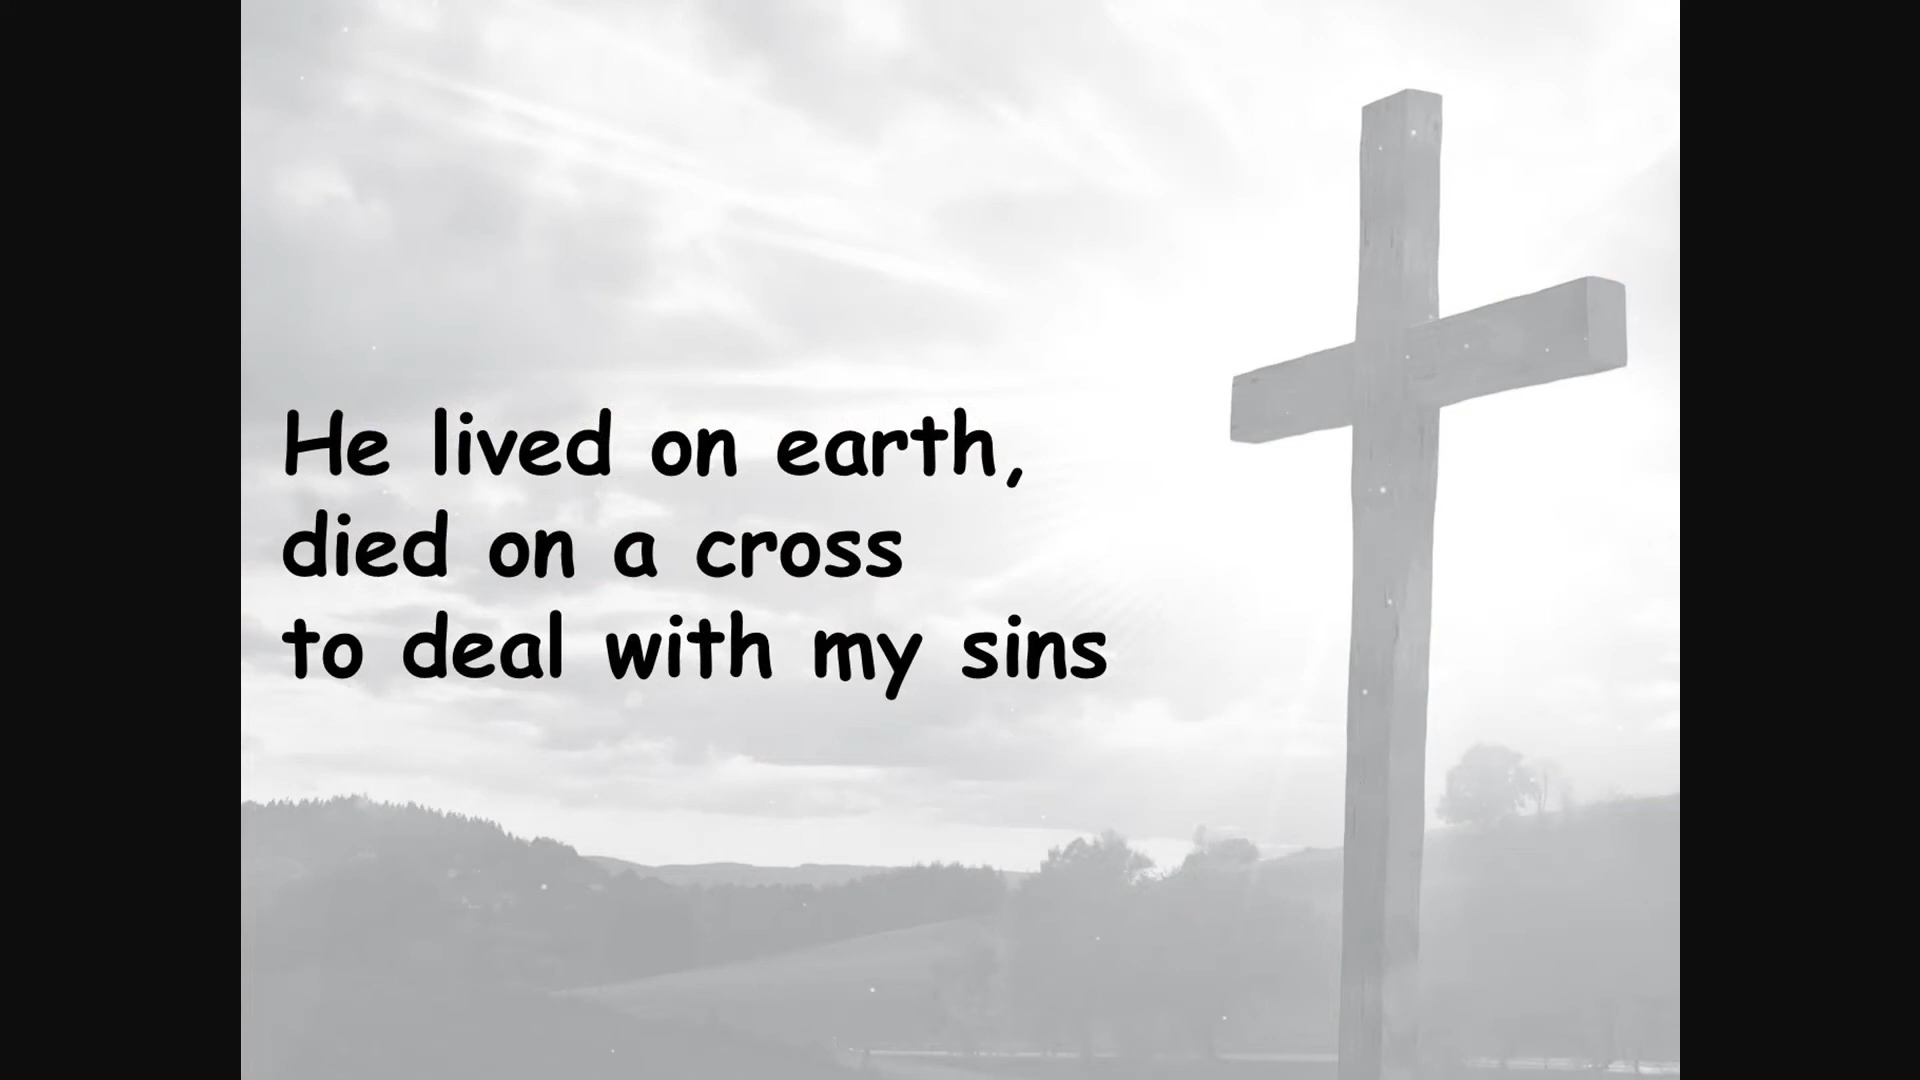 He lived on earth,
died on a cross
to deal with my sins